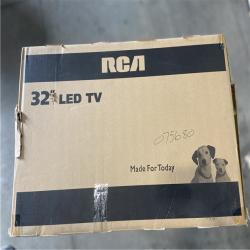 RCA
32" LED TV
075680
Made For Today